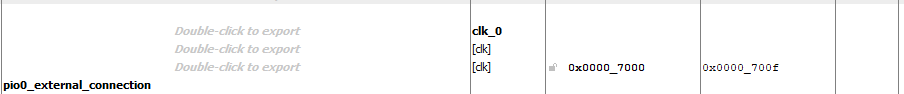 Double-click to export clk_0
Double-click to export [clk]
Double-click to export [clk] 0x0000_7000 0x0000_700f
pio0_external_connection